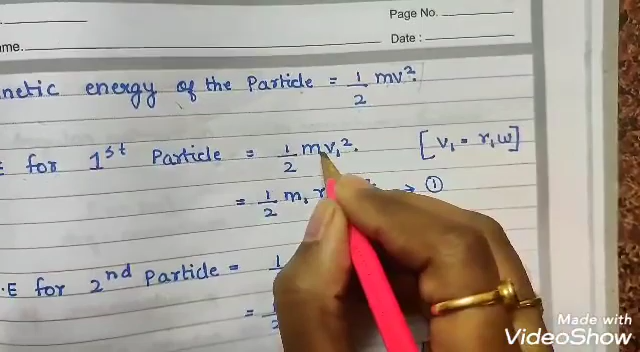 Page No.
ame.
Date :
netic energy of the Particle = 1/2 mv².
for 1st Particle = 1/2 mv₁². [V₁ = r₁ω]
= 1/2 m₁ r → ①
.E for 2nd Particle = 1
=
Made with
VideoShow